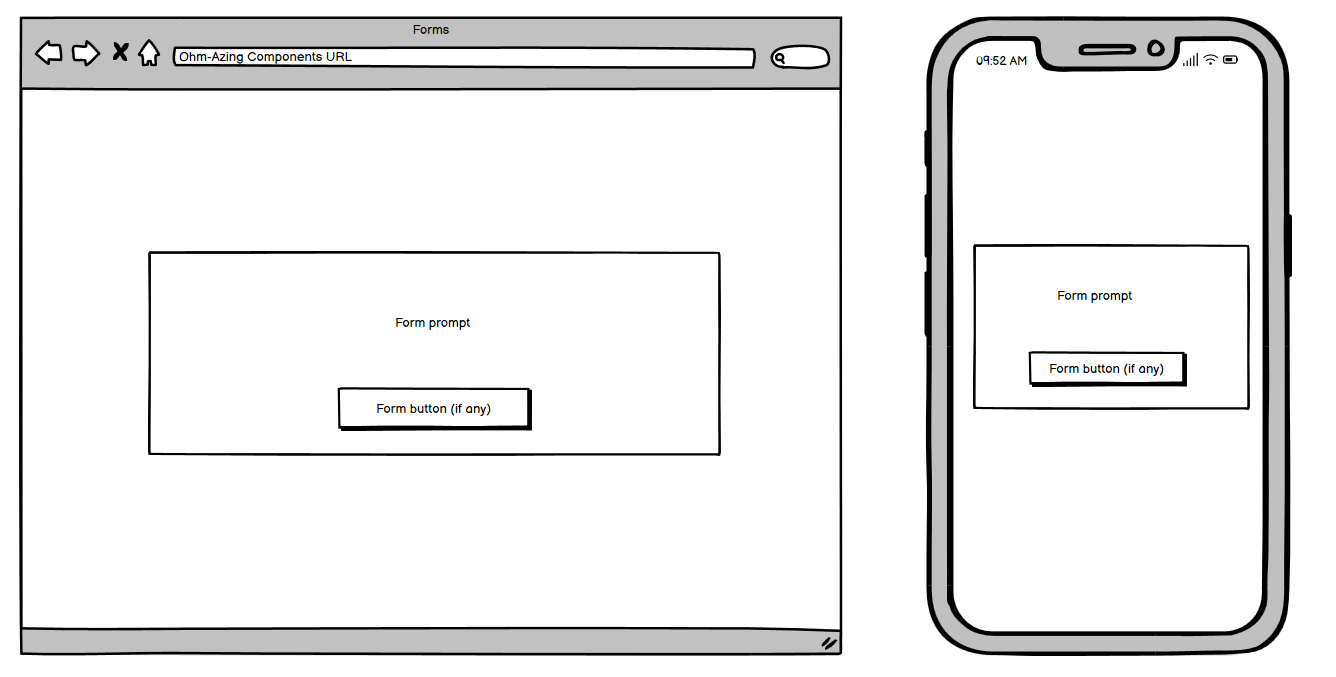 Forms
Ohm-Azing Components URL
Form prompt
Form button (if any)
09:52 AM
Form prompt
Form button (if any)